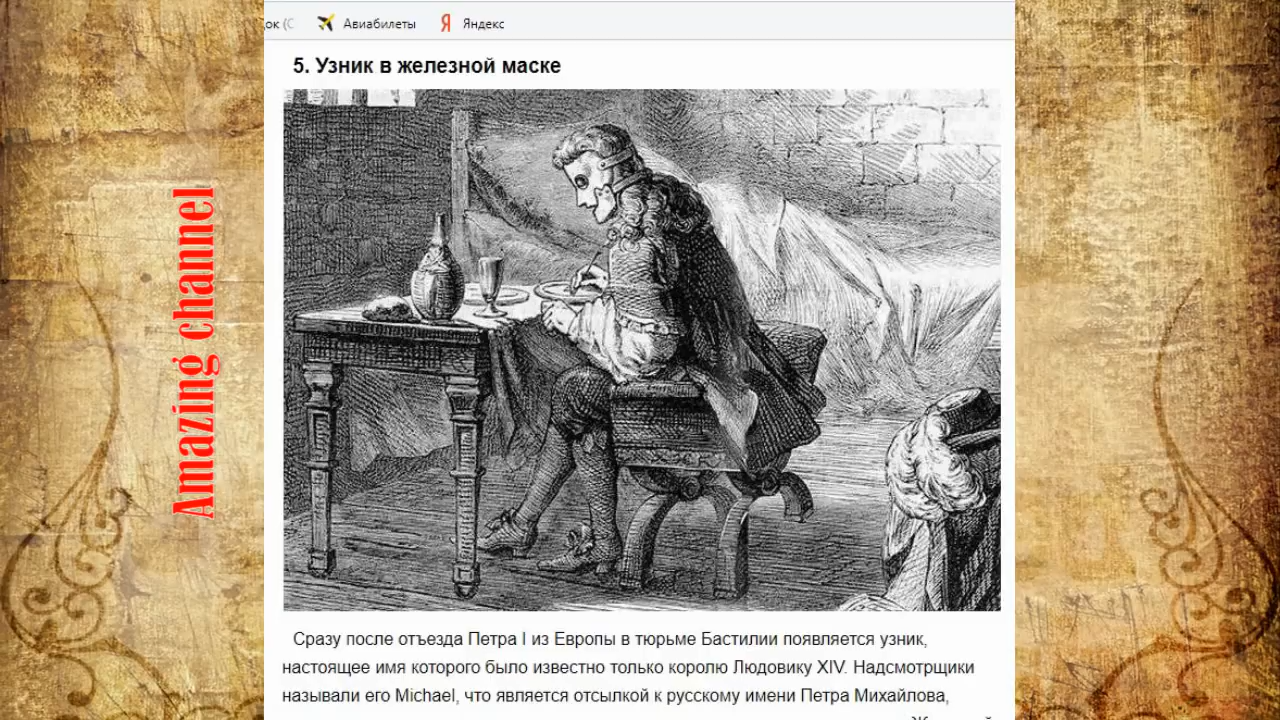 ок (С
Авиабилеты
Яндекс
5. Узник в железной маске
Amazing channel
Сразу после отъезда Петра I из Европы в тюрьме Бастилии появляется узник,
настоящее имя которого было известно только королю Людовику XIV. Надсмотрщики
называли его Michael, что является отсылкой к русскому имени Петра Михайлова,